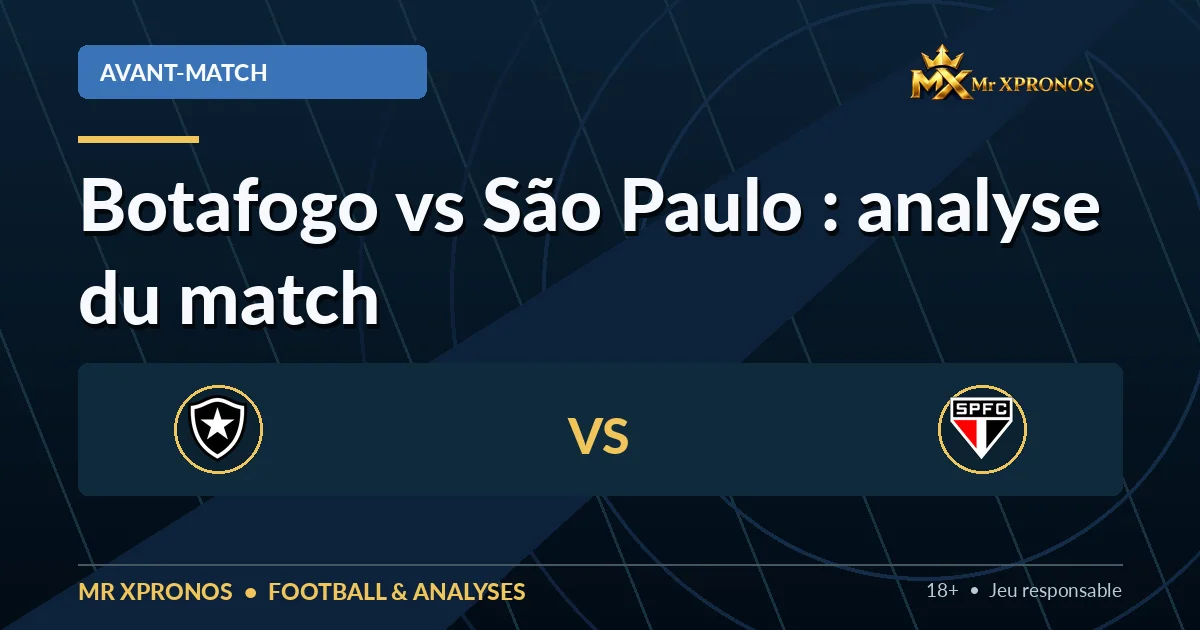 AVANT-MATCH
MX Mr XPRONOS
Botafogo vs São Paulo : analyse
du match
VS
SPFC
MR XPRONOS • FOOTBALL & ANALYSES
18+ • Jeu responsable